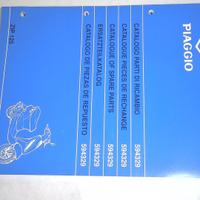 PIAGGIO
CATALOGO PARTI DI RICAMBIO 594329
CATALOGUE PIECES DE RECHANGE 594329
CATALOGUE OF SPARE PARTS 594329
ERSATZTEILKATALOG 594329
CATALOGO DE PIEZAS DE REPUESTO 594329
ZIP 125